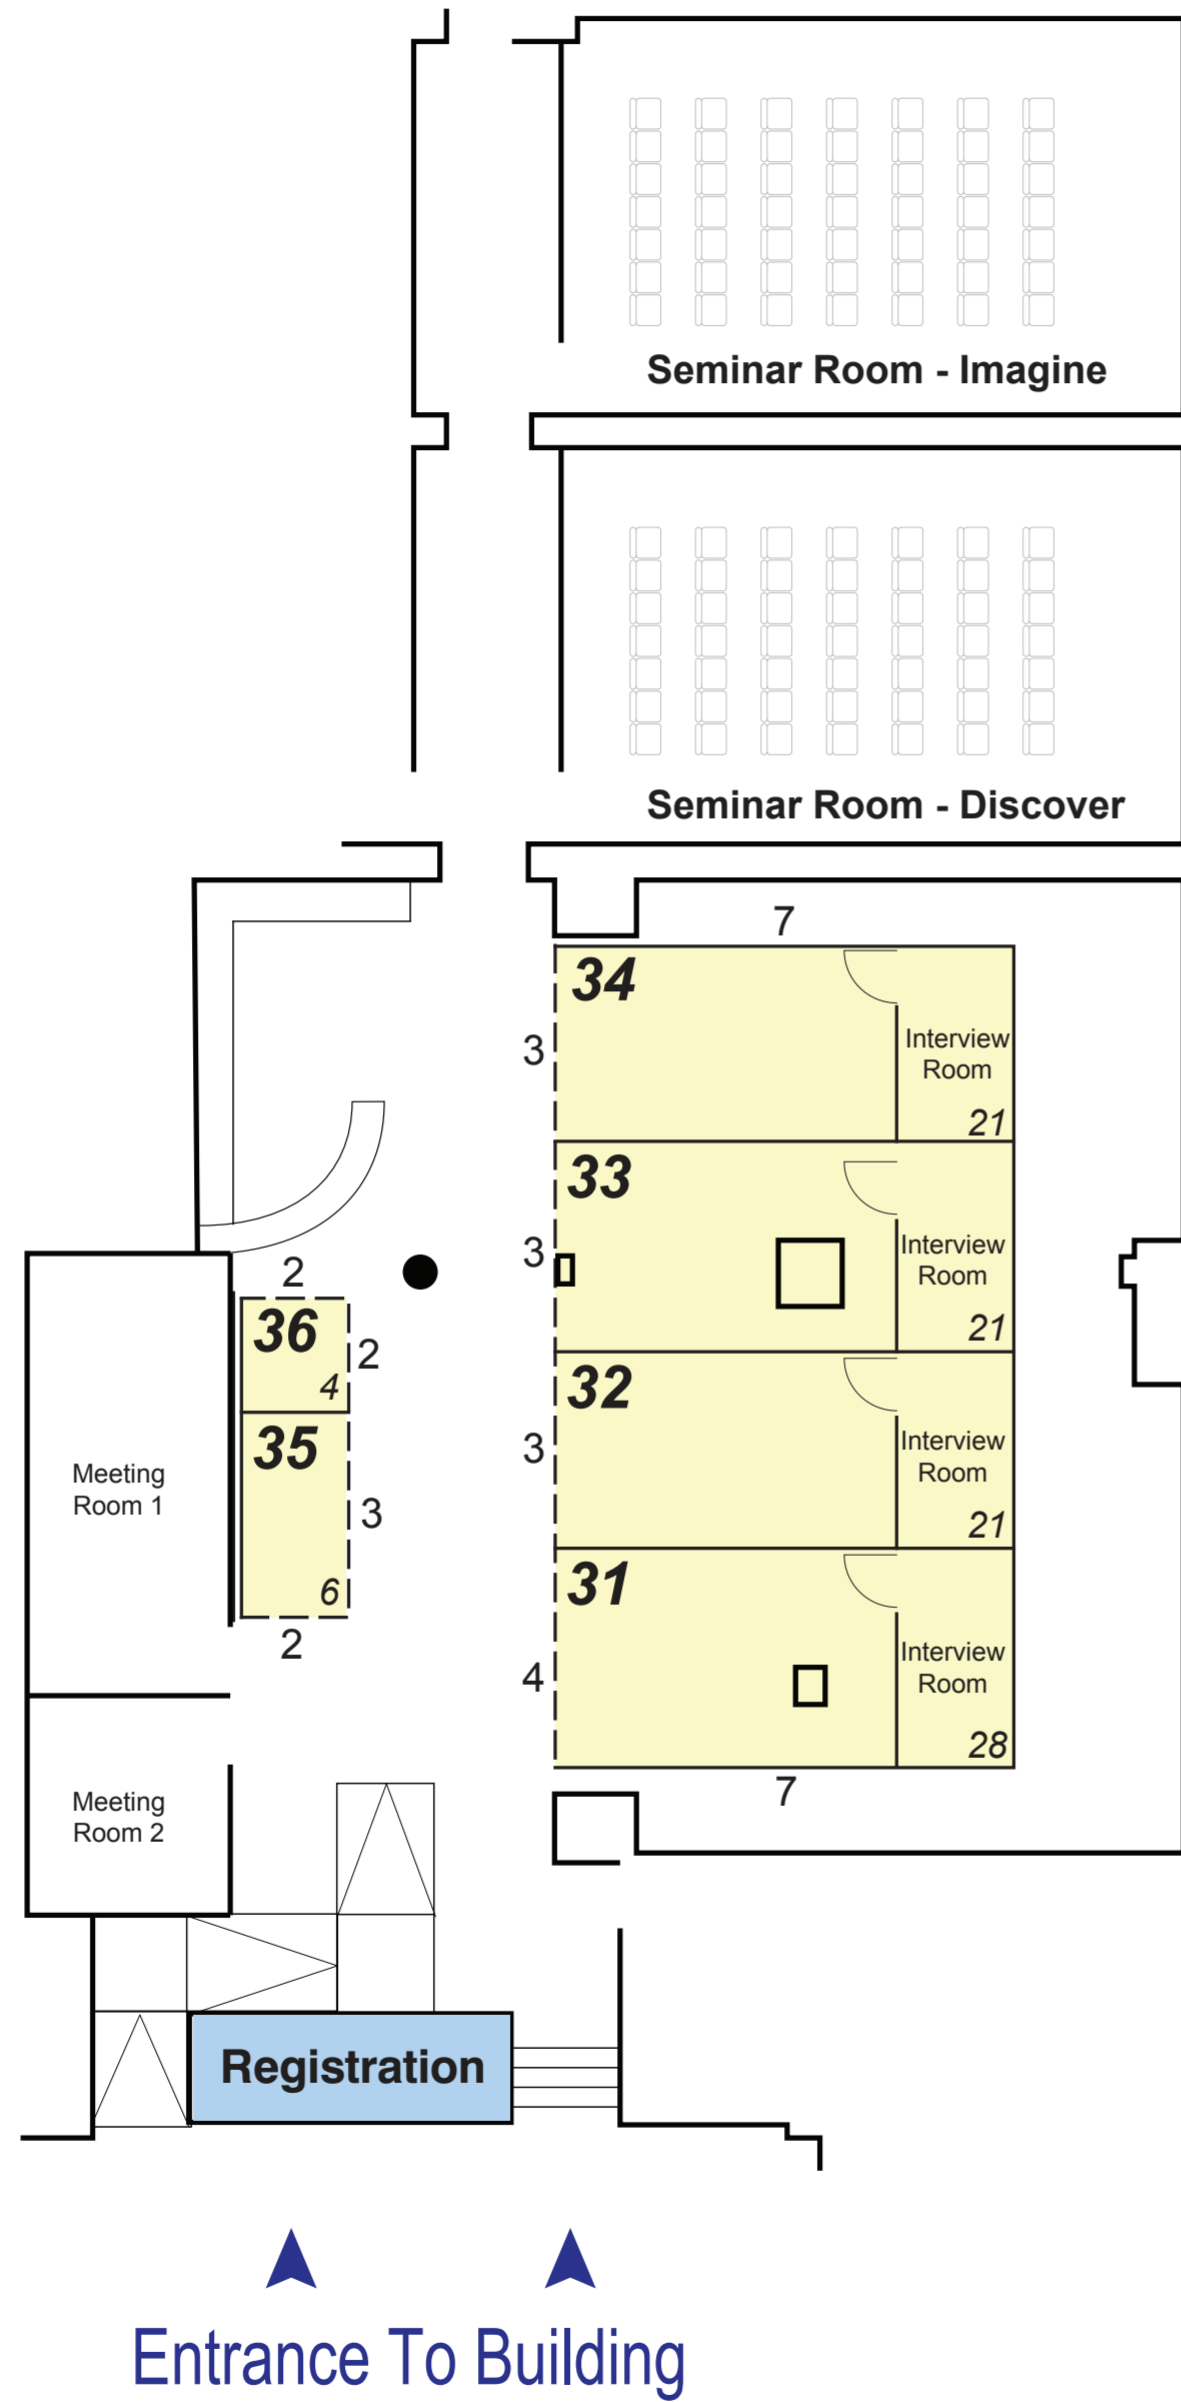 Seminar Room - Imagine
Seminar Room - Discover
7
34
3
Interview
Room
21
33
3
Interview
Room
21
2
36
2
4
32
3
Interview
Room
21
35
3
6
2
Meeting
Room 1
31
4
Interview
Room
28
7
Meeting
Room 2
Registration
Entrance To Building